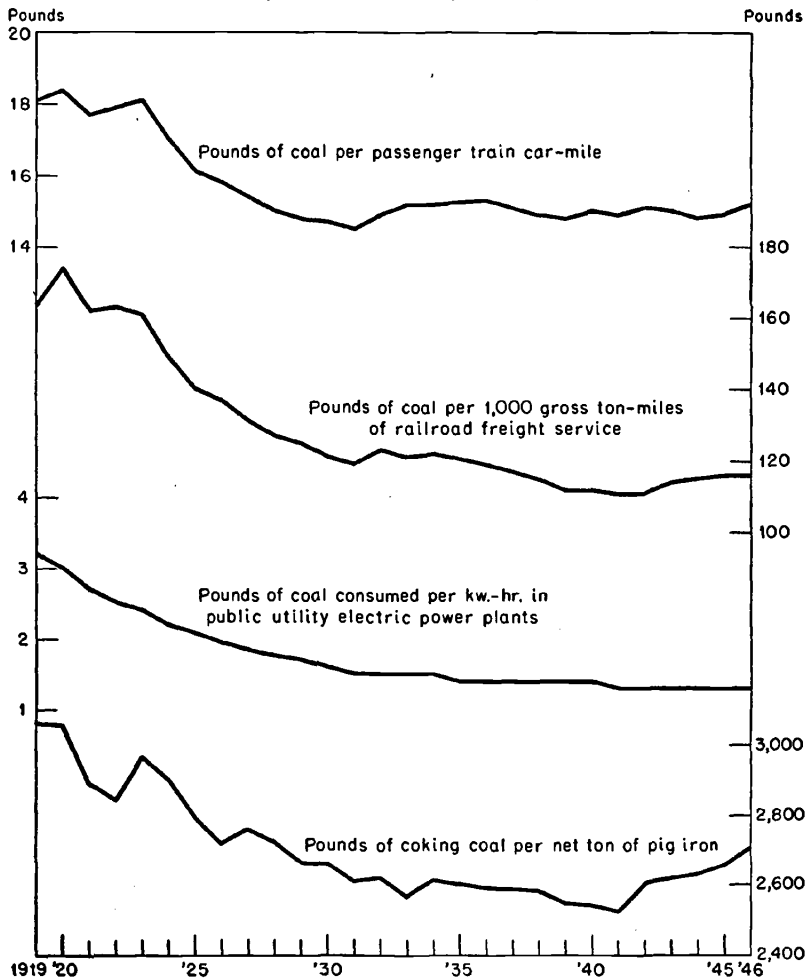 Pounds
Pounds
20
18
16
14
Pounds of coal per passenger train car-mile
180
160
140
120
100
Pounds of coal per 1,000 gross ton-miles
of railroad freight service
4
3
2
1
Pounds of coal consumed per kw.-hr. in
public utility electric power plants
3,000
2,800
2,600
2,400
Pounds of coking coal per net ton of pig iron
1919 '20 '25 '30 '35 '40 '45 '46